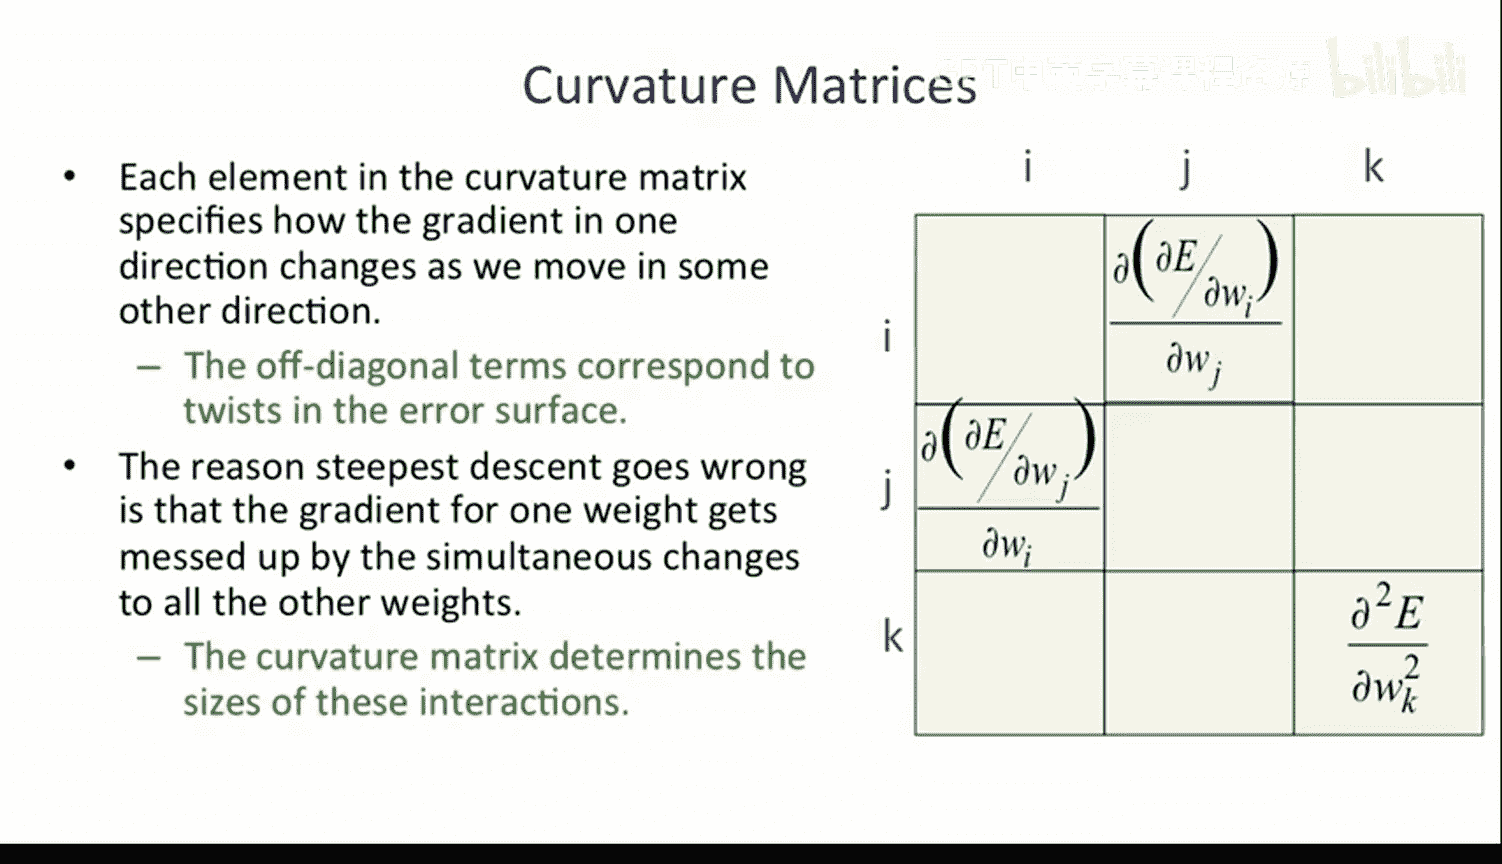 Curvature Matrices
bilibili
• Each element in the curvature matrix
specifies how the gradient in one
direction changes as we move in some
other direction.
– The off-diagonal terms correspond to
twists in the error surface.
• The reason steepest descent goes wrong
is that the gradient for one weight gets
messed up by the simultaneous changes
to all the other weights.
– The curvature matrix determines the
sizes of these interactions.
i j k
i
∂(∂E/∂w_i)
∂w_j
j
∂(∂E/∂w_j)
∂w_i
k
∂²E
∂w_k²